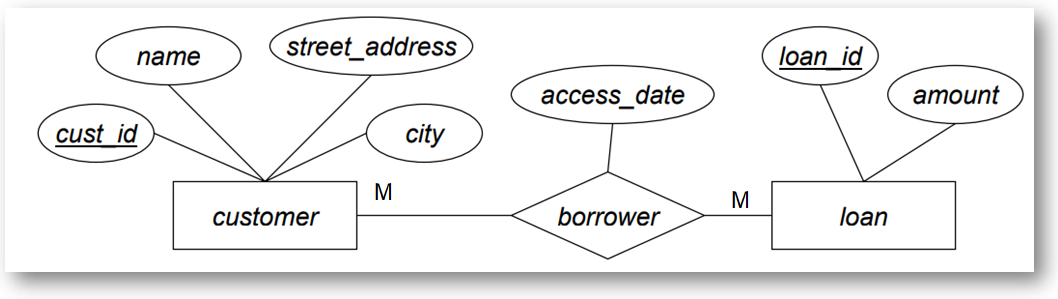 name
street_address
loan_id
access_date
amount
cust_id
city
M
M
customer
borrower
loan